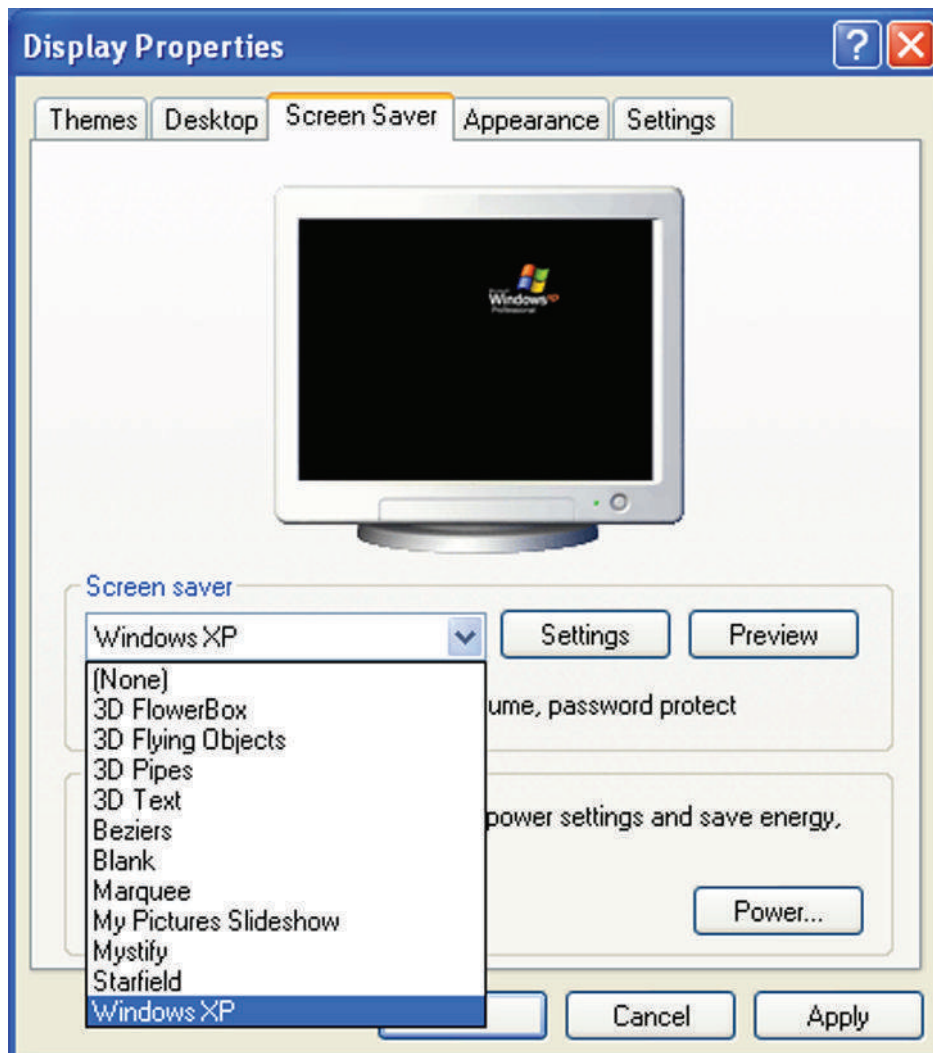 Display Properties
Themes Desktop Screen Saver Appearance Settings
Windows xp
Professional
Screen saver
Windows XP Settings Preview
(None)
3D FlowerBox
ume, password protect
3D Flying Objects
3D Pipes
3D Text
power settings and save energy,
Beziers
Blank
Marquee
My Pictures Slideshow Power...
Mystify
Starfield
Windows XP
Cancel Apply